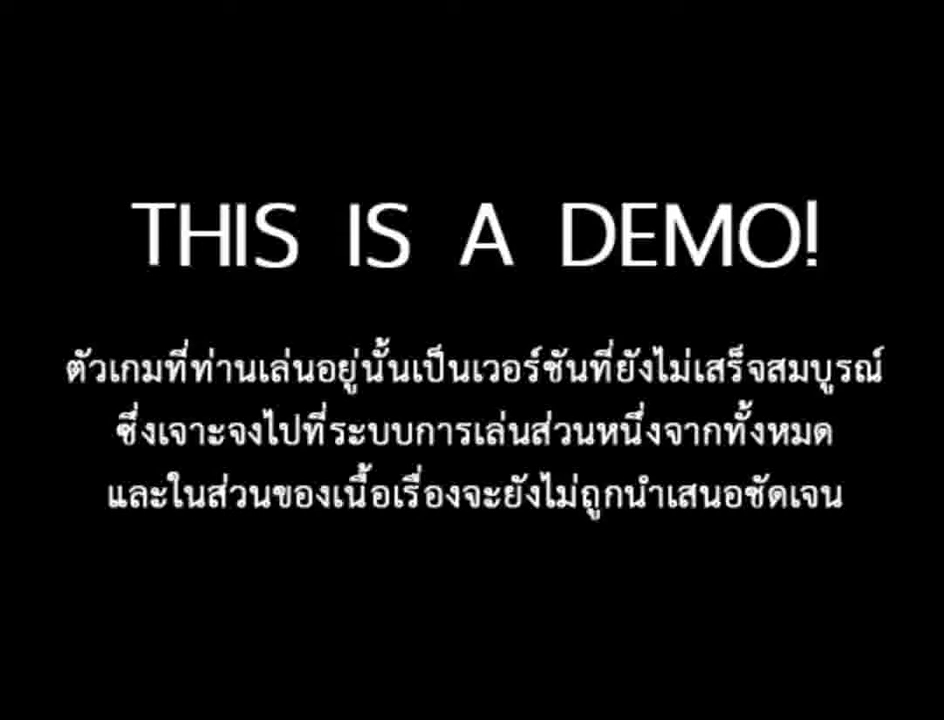 THIS IS A DEMO!
ตัวเกมที่ท่านเล่นอยู่นั้นเป็นเวอร์ชันที่ยังไม่เสร็จสมบูรณ์
ซึ่งเจาะจงไปที่ระบบการเล่นส่วนหนึ่งจากทั้งหมด
และในส่วนของเนื้อเรื่องจะยังไม่ถูกนำเสนอชัดเจน